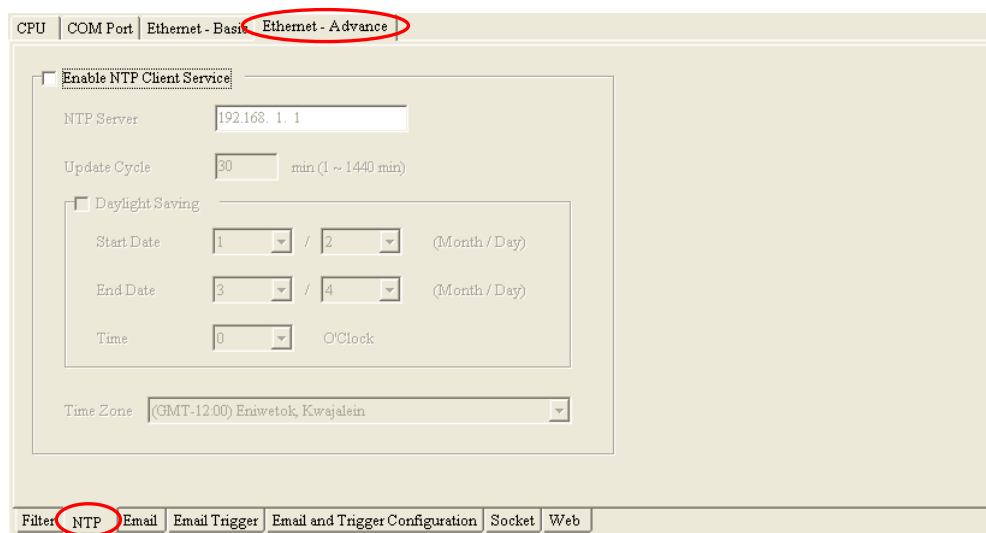 CPU COM Port Ethernet - Basic Ethernet - Advance
Enable NTP Client Service
NTP Server 192.168. 1. 1
Update Cycle 30 min (1 ~ 1440 min)
Daylight Saving
Start Date 1 / 2 (Month / Day)
End Date 3 / 4 (Month / Day)
Time 0 O'Clock
Time Zone (GMT-12:00) Eniwetok, Kwajalein
Filter NTP Email Email Trigger Email and Trigger Configuration Socket Web